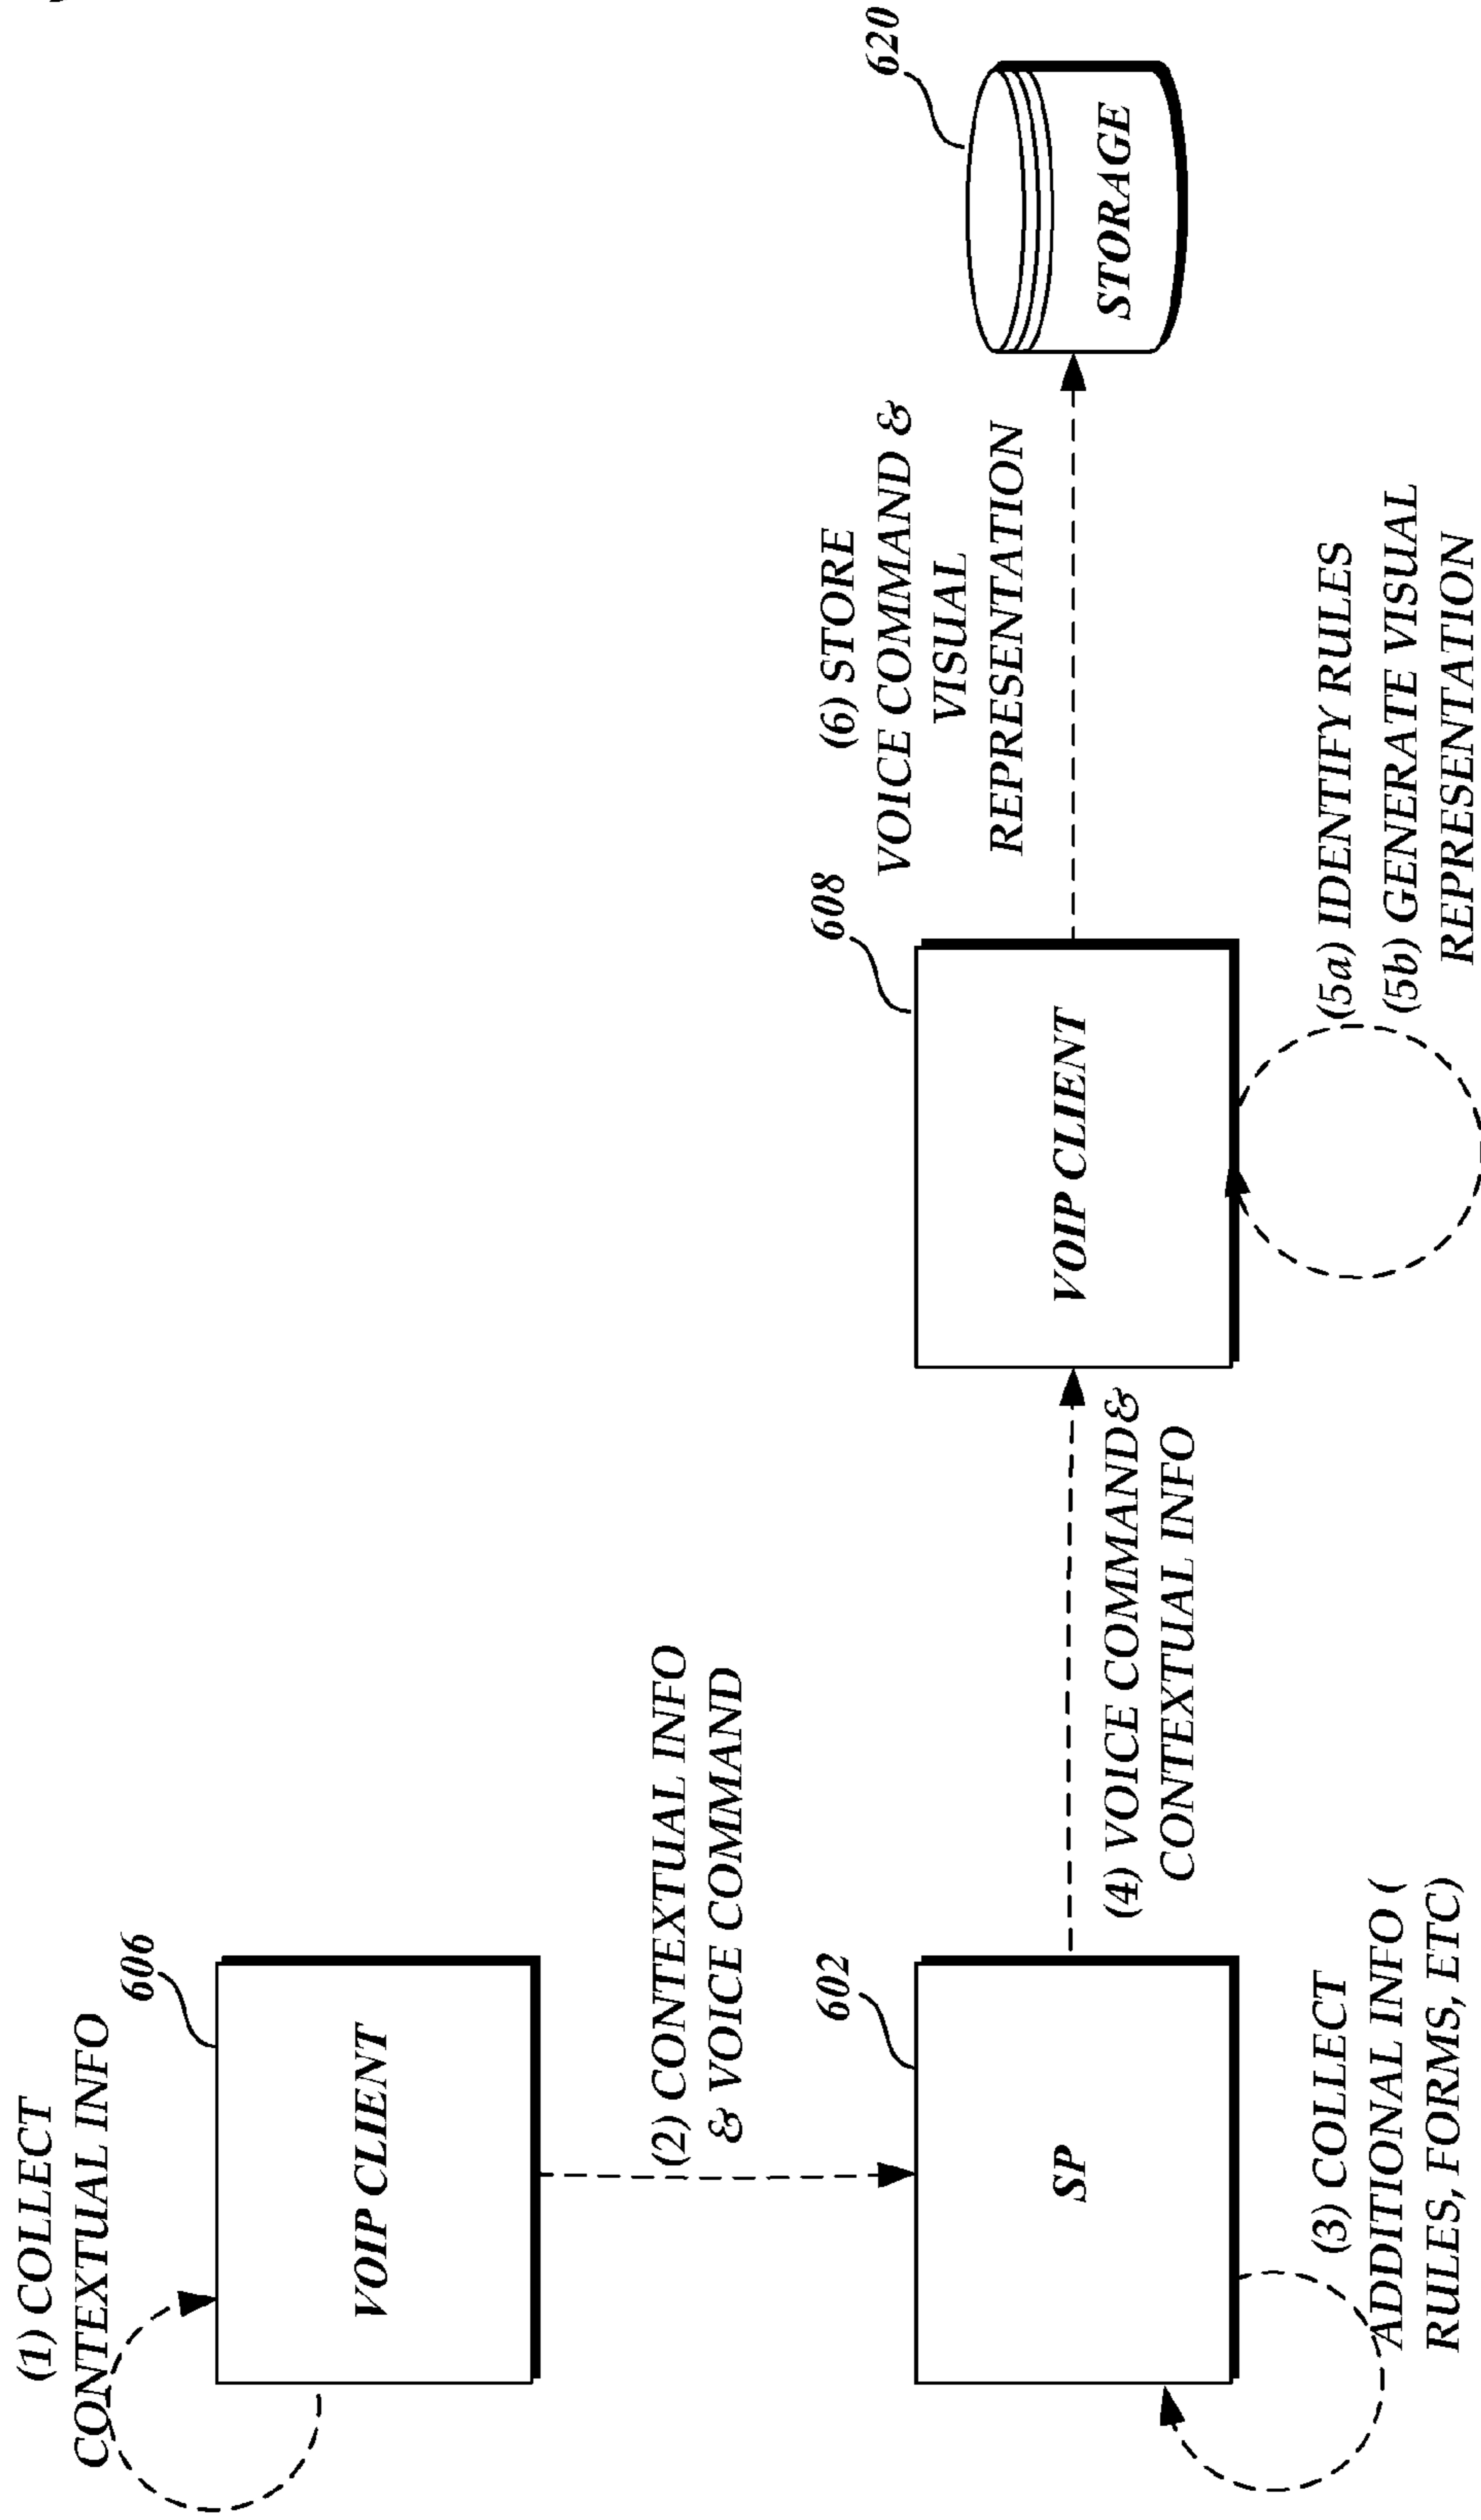 (1) COLLECT
CONTEXTUAL INFO
606
VOIP CLIENT
(2) CONTEXTUAL INFO
& VOICE COMMAND
602
SP
(3) COLLECT
ADDITIONAL INFO (
RULES, FORMS, ETC)
(4) VOICE COMMAND&
CONTEXTUAL INFO
608
VOIP CLIENT
(5a) IDENTIFY RULES
(5b) GENERATE VISUAL
REPRESENTATION
(6) STORE
VOICE COMMAND &
VISUAL
REPRESENTATION
620
STORAGE